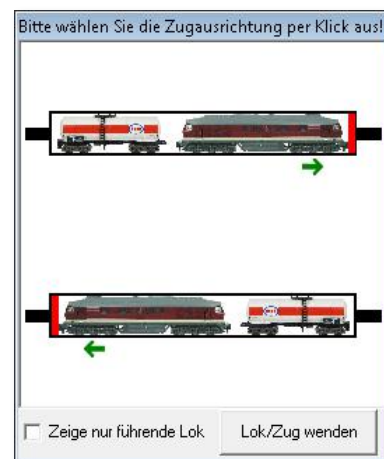 Bitte wählen Sie die Zugausrichtung per Klick aus!
Zeige nur führende Lok
Lok/Zug wenden